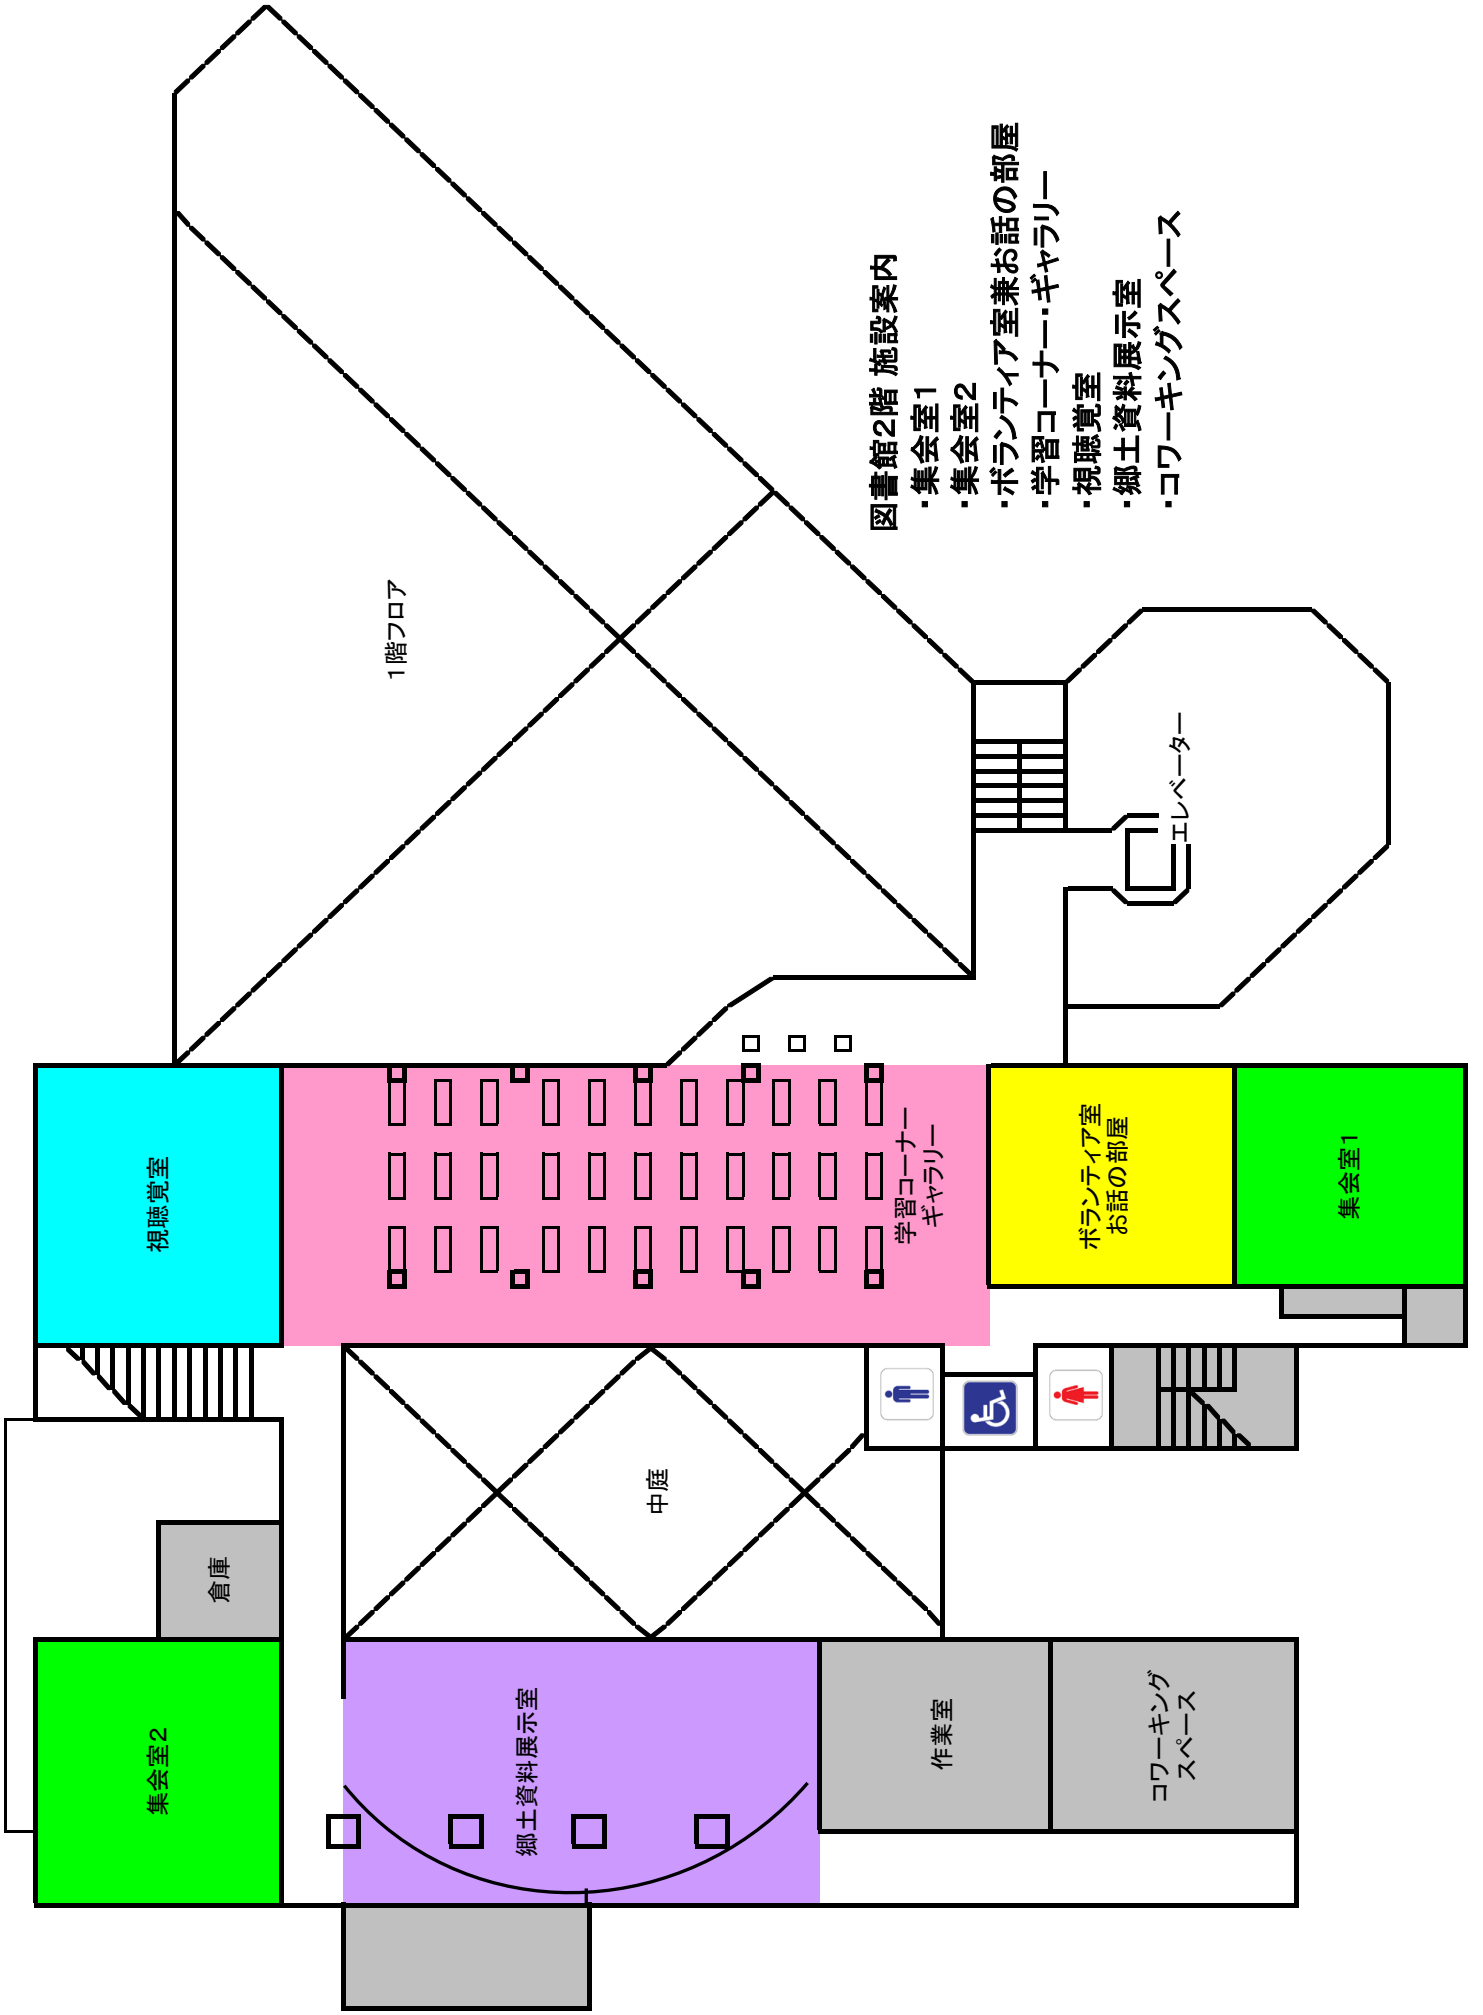 図書館2階 施設案内
・集会室1
・集会室2
・ボランティア室兼お話の部屋
・学習コーナー・ギャラリー
・視聴覚室
・郷土資料展示室
・コワーキングスペース
1階フロア
エレベーター
視聴覚室
学習コーナー
ギャラリー
ボランティア室
お話の部屋
集会室1
中庭
倉庫
集会室2
郷土資料展示室
作業室
コワーキング
スペース